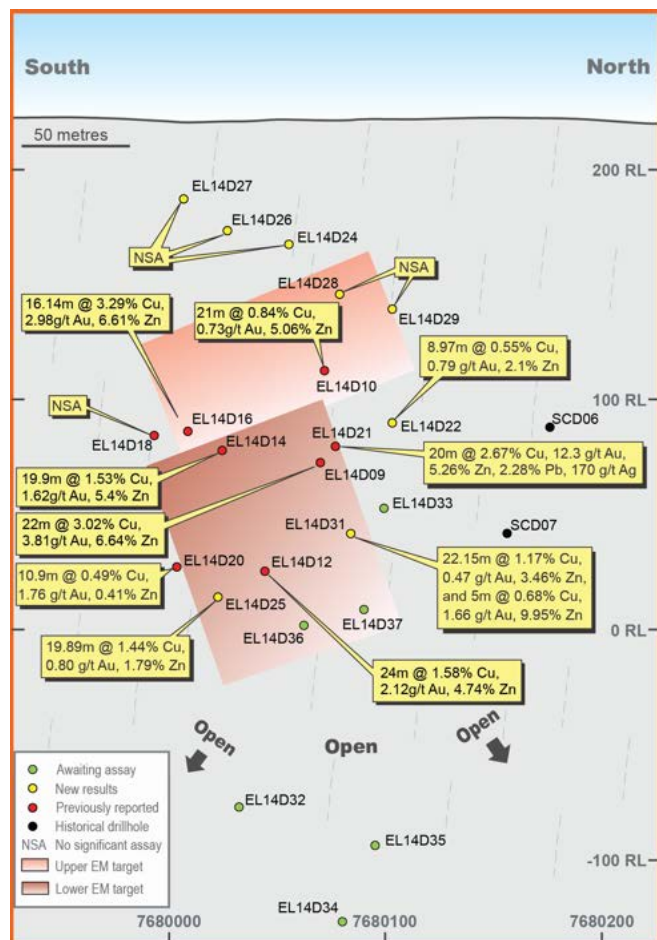 South
North
50 metres
200 RL
EL14D27
EL14D26
EL14D24
NSA
EL14D28
NSA
EL14D29
16.14m @ 3.29% Cu,
2.98g/t Au, 6.61% Zn
21m @ 0.84% Cu,
0.73g/t Au, 5.06% Zn
EL14D10
8.97m @ 0.55% Cu,
0.79 g/t Au, 2.1% Zn
100 RL
NSA
EL14D18
EL14D16
EL14D14
EL14D21
EL14D22
SCD06
EL14D09
20m @ 2.67% Cu, 12.3 g/t Au,
5.26% Zn, 2.28% Pb, 170 g/t Ag
19.9m @ 1.53% Cu,
1.62g/t Au, 5.4% Zn
22m @ 3.02% Cu,
3.81g/t Au, 6.64% Zn
EL14D33
EL14D31
SCD07
EL14D20
EL14D12
10.9m @ 0.49% Cu,
1.76 g/t Au, 0.41% Zn
22.15m @ 1.17% Cu,
0.47 g/t Au, 3.46% Zn,
and 5m @ 0.68% Cu,
1.66 g/t Au, 9.95% Zn
EL14D25
EL14D37
EL14D36
0 RL
19.89m @ 1.44% Cu,
0.80 g/t Au, 1.79% Zn
24m @ 1.58% Cu,
2.12g/t Au, 4.74% Zn
Open
Open
Open
Awaiting assay
New results
Previously reported
Historical drillhole
NSA No significant assay
Upper EM target
Lower EM target
EL14D32
EL14D35
-100 RL
EL14D34
7680000
7680100
7680200